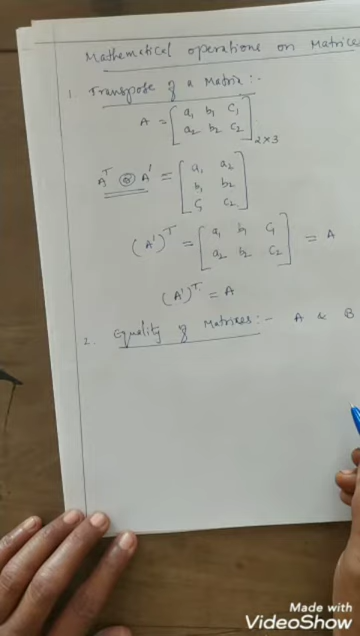 Mathematical operations on Matrices
1. Transpose of a Matrix:-
A = [ a₁ b₁ c₁
a₂ b₂ c₂ ] 2×3
Aᵀ or A' = [ a₁ a₂
b₁ b₂
c₁ c₂ ]
(A')ᵀ = [ a₁ b₁ c₁
a₂ b₂ c₂ ] = A
(A')ᵀ = A
2. Equality of Matrices:- A & B
Made with
VideoShow